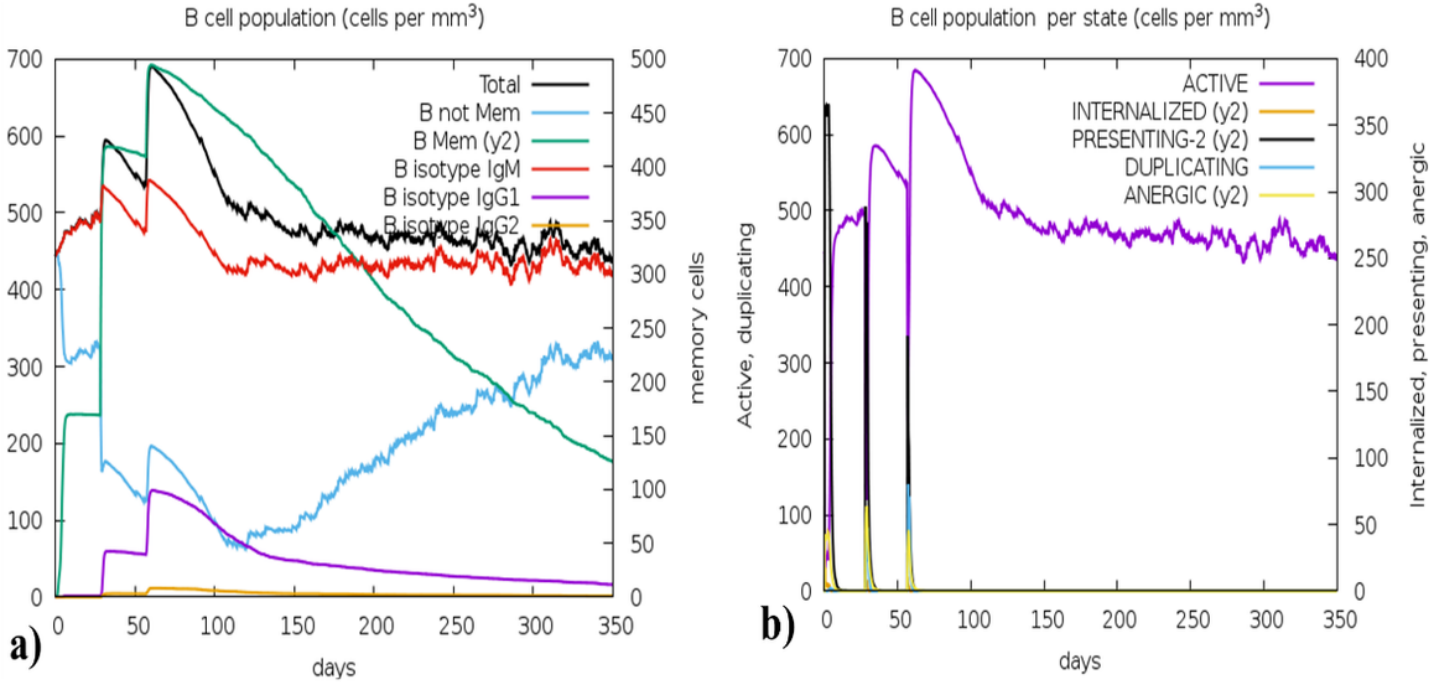 B cell population (cells per mm³)
700
600
500
400
300
200
100
0
500
450
400
350
300
250
200
150
100
50
0
Total
B not Mem
B Mem (y2)
B isotype IgM
B isotype IgG1
B isotype IgG2
memory cells
0 50 100 150 200 250 300 350
days
a)
B cell population per state (cells per mm³)
Active, duplicating
700
600
500
400
300
200
100
0
400
350
300
250
200
150
100
50
0
ACTIVE
INTERNALIZED (y2)
PRESENTING-2 (y2)
DUPLICATING
ANERGIC (y2)
Internalized, presenting, anergic
0 50 100 150 200 250 300 350
days
b)